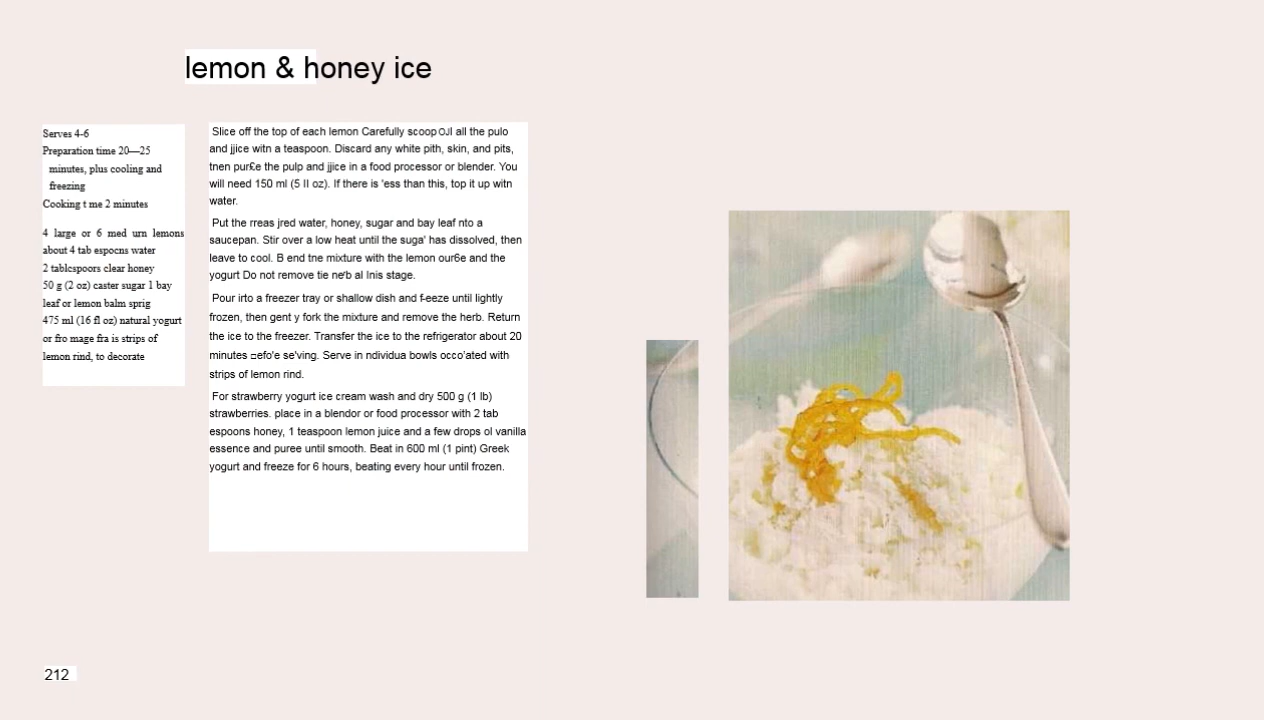 lemon & honey ice
Serves 4-6
Preparation time 20—25
minutes, plus cooling and
freezing
Cooking t me 2 minutes
4 large or 6 med urn lemons
about 4 tab espocns water
2 tablcspoors clear honey
50 g (2 oz) caster sugar 1 bay
leaf or lemon balm sprig
475 ml (16 fl oz) natural yogurt
or fro mage fra is strips of
lemon rind, to decorate
Slice off the top of each lemon Carefully scoop OJl all the pulo
and jjice witn a teaspoon. Discard any white pith, skin, and pits,
tnen pur£e the pulp and jjice in a food processor or blender. You
will need 150 ml (5 II oz). If there is 'ess than this, top it up witn
water.
Put the rreas jred water, honey, sugar and bay leaf nto a
saucepan. Stir over a low heat until the suga' has dissolved, then
leave to cool. B end tne mixture with the lemon our6e and the
yogurt Do not remove tie ne'b al Inis stage.
Pour irto a freezer tray or shallow dish and f-eeze until lightly
frozen, then gent y fork the mixture and remove the herb. Return
the ice to the freezer. Transfer the ice to the refrigerator about 20
minutes =efo'e se'ving. Serve in ndividua bowls occo'ated with
strips of lemon rind.
For strawberry yogurt ice cream wash and dry 500 g (1 lb)
strawberries. place in a blendor or food processor with 2 tab
espoons honey, 1 teaspoon lemon juice and a few drops ol vanilla
essence and puree until smooth. Beat in 600 ml (1 pint) Greek
yogurt and freeze for 6 hours, beating every hour until frozen.
212